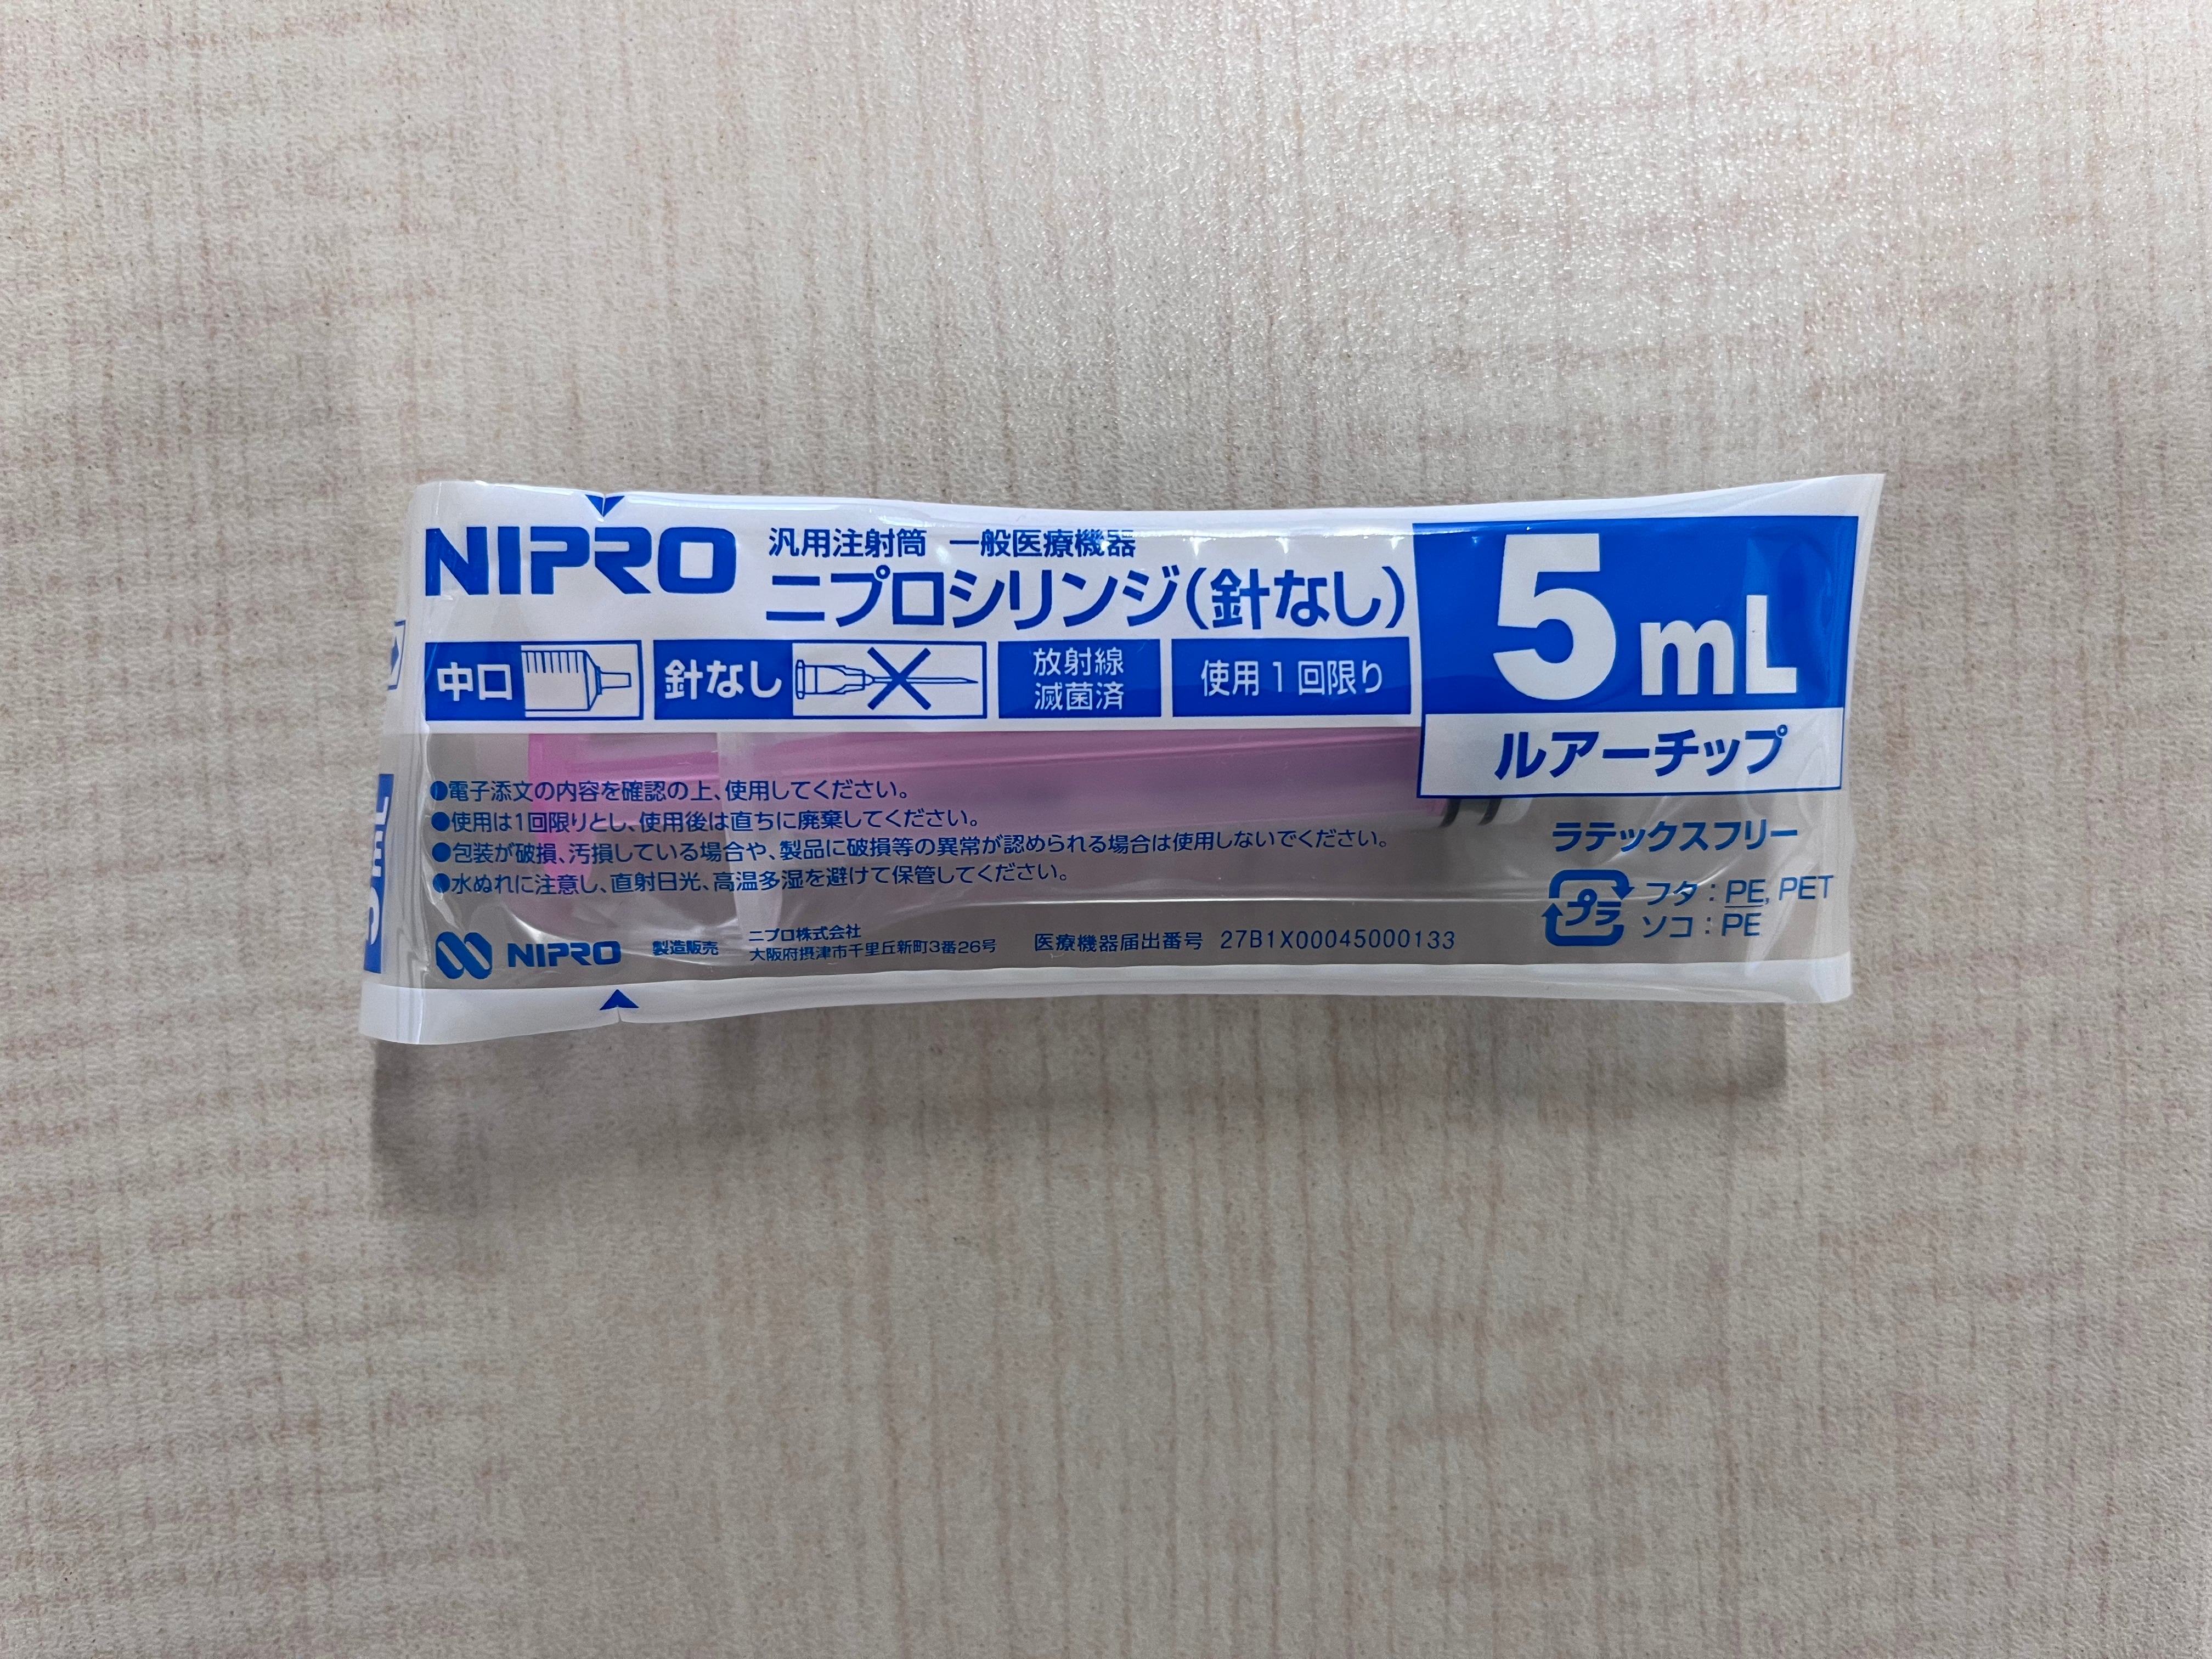 NIPRO
汎用注射筒 一般医療機器
ニプロシリンジ(針なし)
5mL
ルアーチップ
中口
針なし
放射線
滅菌済
使用1回限り
●電子添文の内容を確認の上、使用してください。
●使用は1回限りとし、使用後は直ちに廃棄してください。
●包装が破損、汚損している場合や、製品に破損等の異常が認められる場合は使用しないでください。
●水ぬれに注意し、直射日光、高温多湿を避けて保管してください。
ラテックスフリー
プラ
フタ:PE, PET
ソコ:PE
NIPRO
製造販売
ニプロ株式会社
大阪府摂津市千里丘新町3番26号
医療機器届出番号 27B1X00045000133
5mL